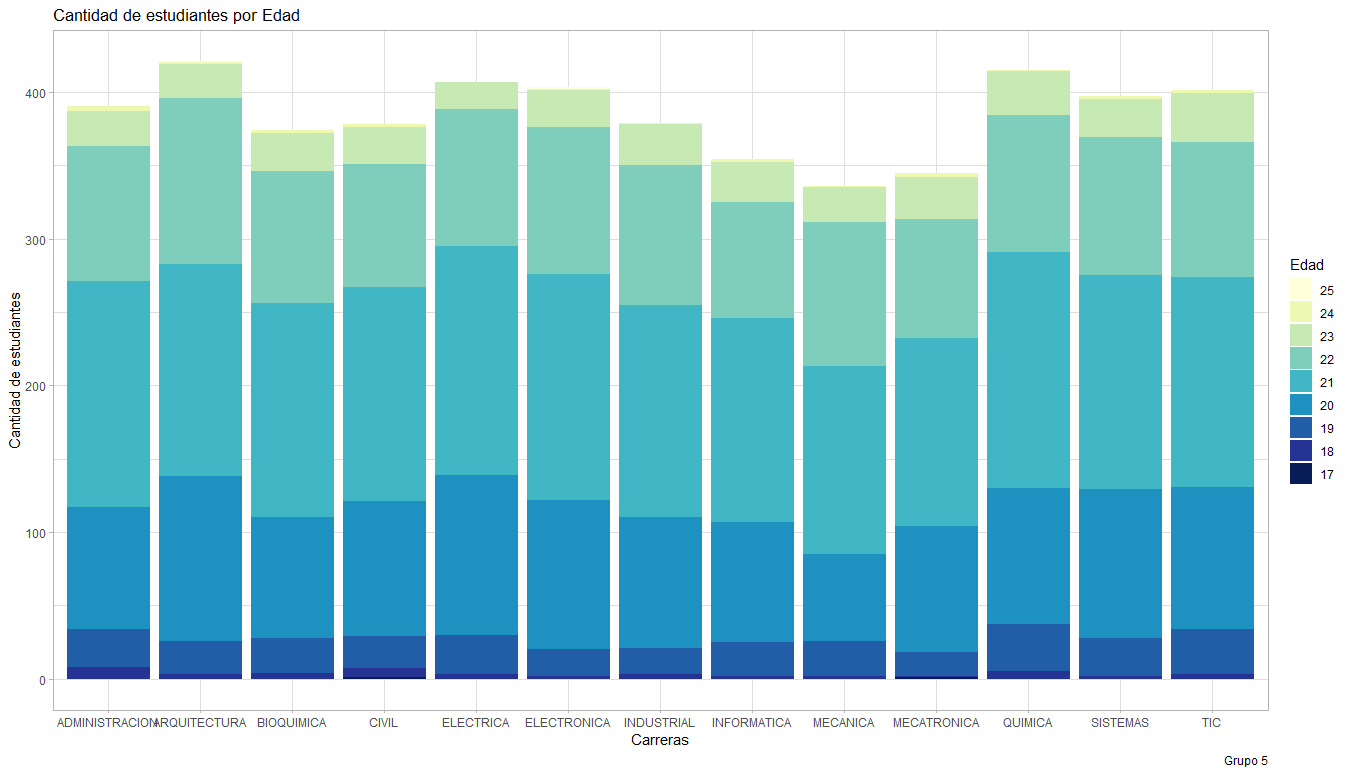 Cantidad de estudiantes por Edad
Cantidad de estudiantes
400
300
200
100
0
ADMINISTRACION ARQUITECTURA BIOQUIMICA CIVIL ELECTRICA ELECTRONICA INDUSTRIAL INFORMATICA MECANICA MECATRONICA QUIMICA SISTEMAS TIC
Carreras
Edad
25
24
23
22
21
20
19
18
17
Grupo 5